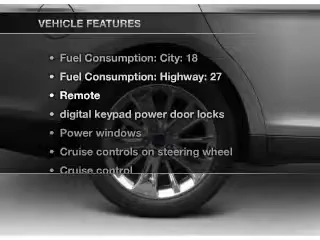 VEHICLE FEATURES
• Fuel Consumption: City: 18
• Fuel Consumption: Highway: 27
• Remote
• digital keypad power door locks
• Power windows
• Cruise controls on steering wheel
• Cruise control